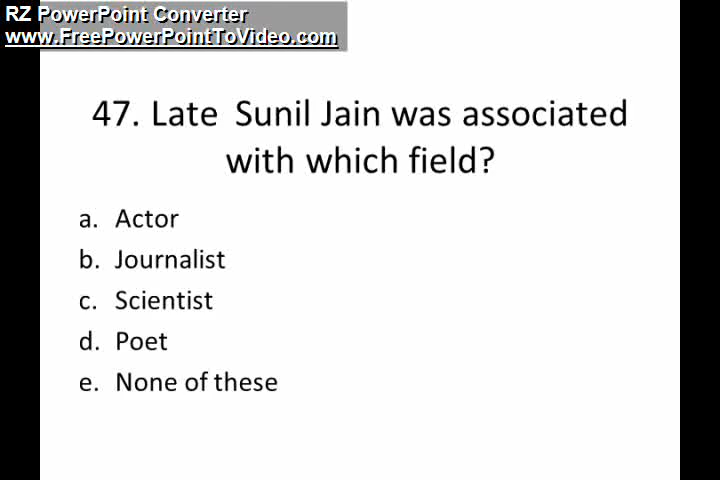 RZ PowerPoint Converter
www.FreePowerPointToVideo.com
47. Late Sunil Jain was associated
with which field?
a. Actor
b. Journalist
c. Scientist
d. Poet
e. None of these